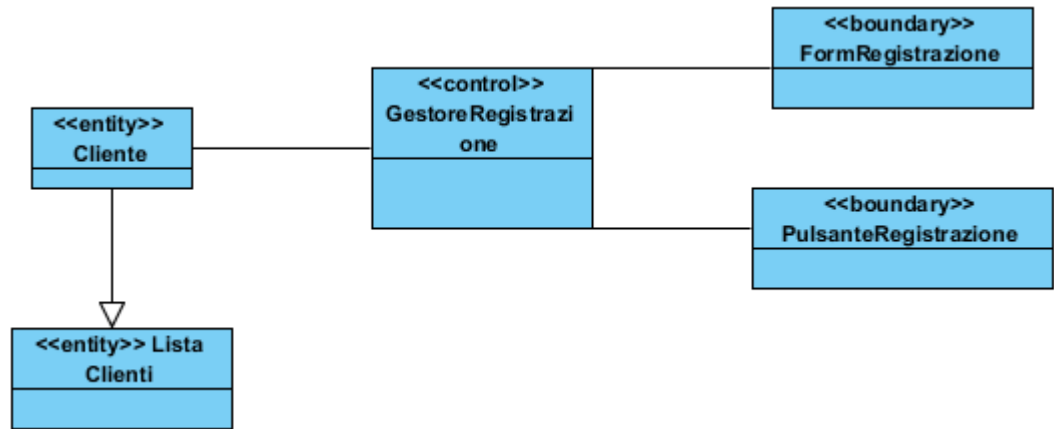 <<entity>>
Cliente
<<entity>> Lista
Clienti
<<control>>
GestoreRegistrazi
one
<<boundary>>
FormRegistrazione
<<boundary>>
PulsanteRegistrazione